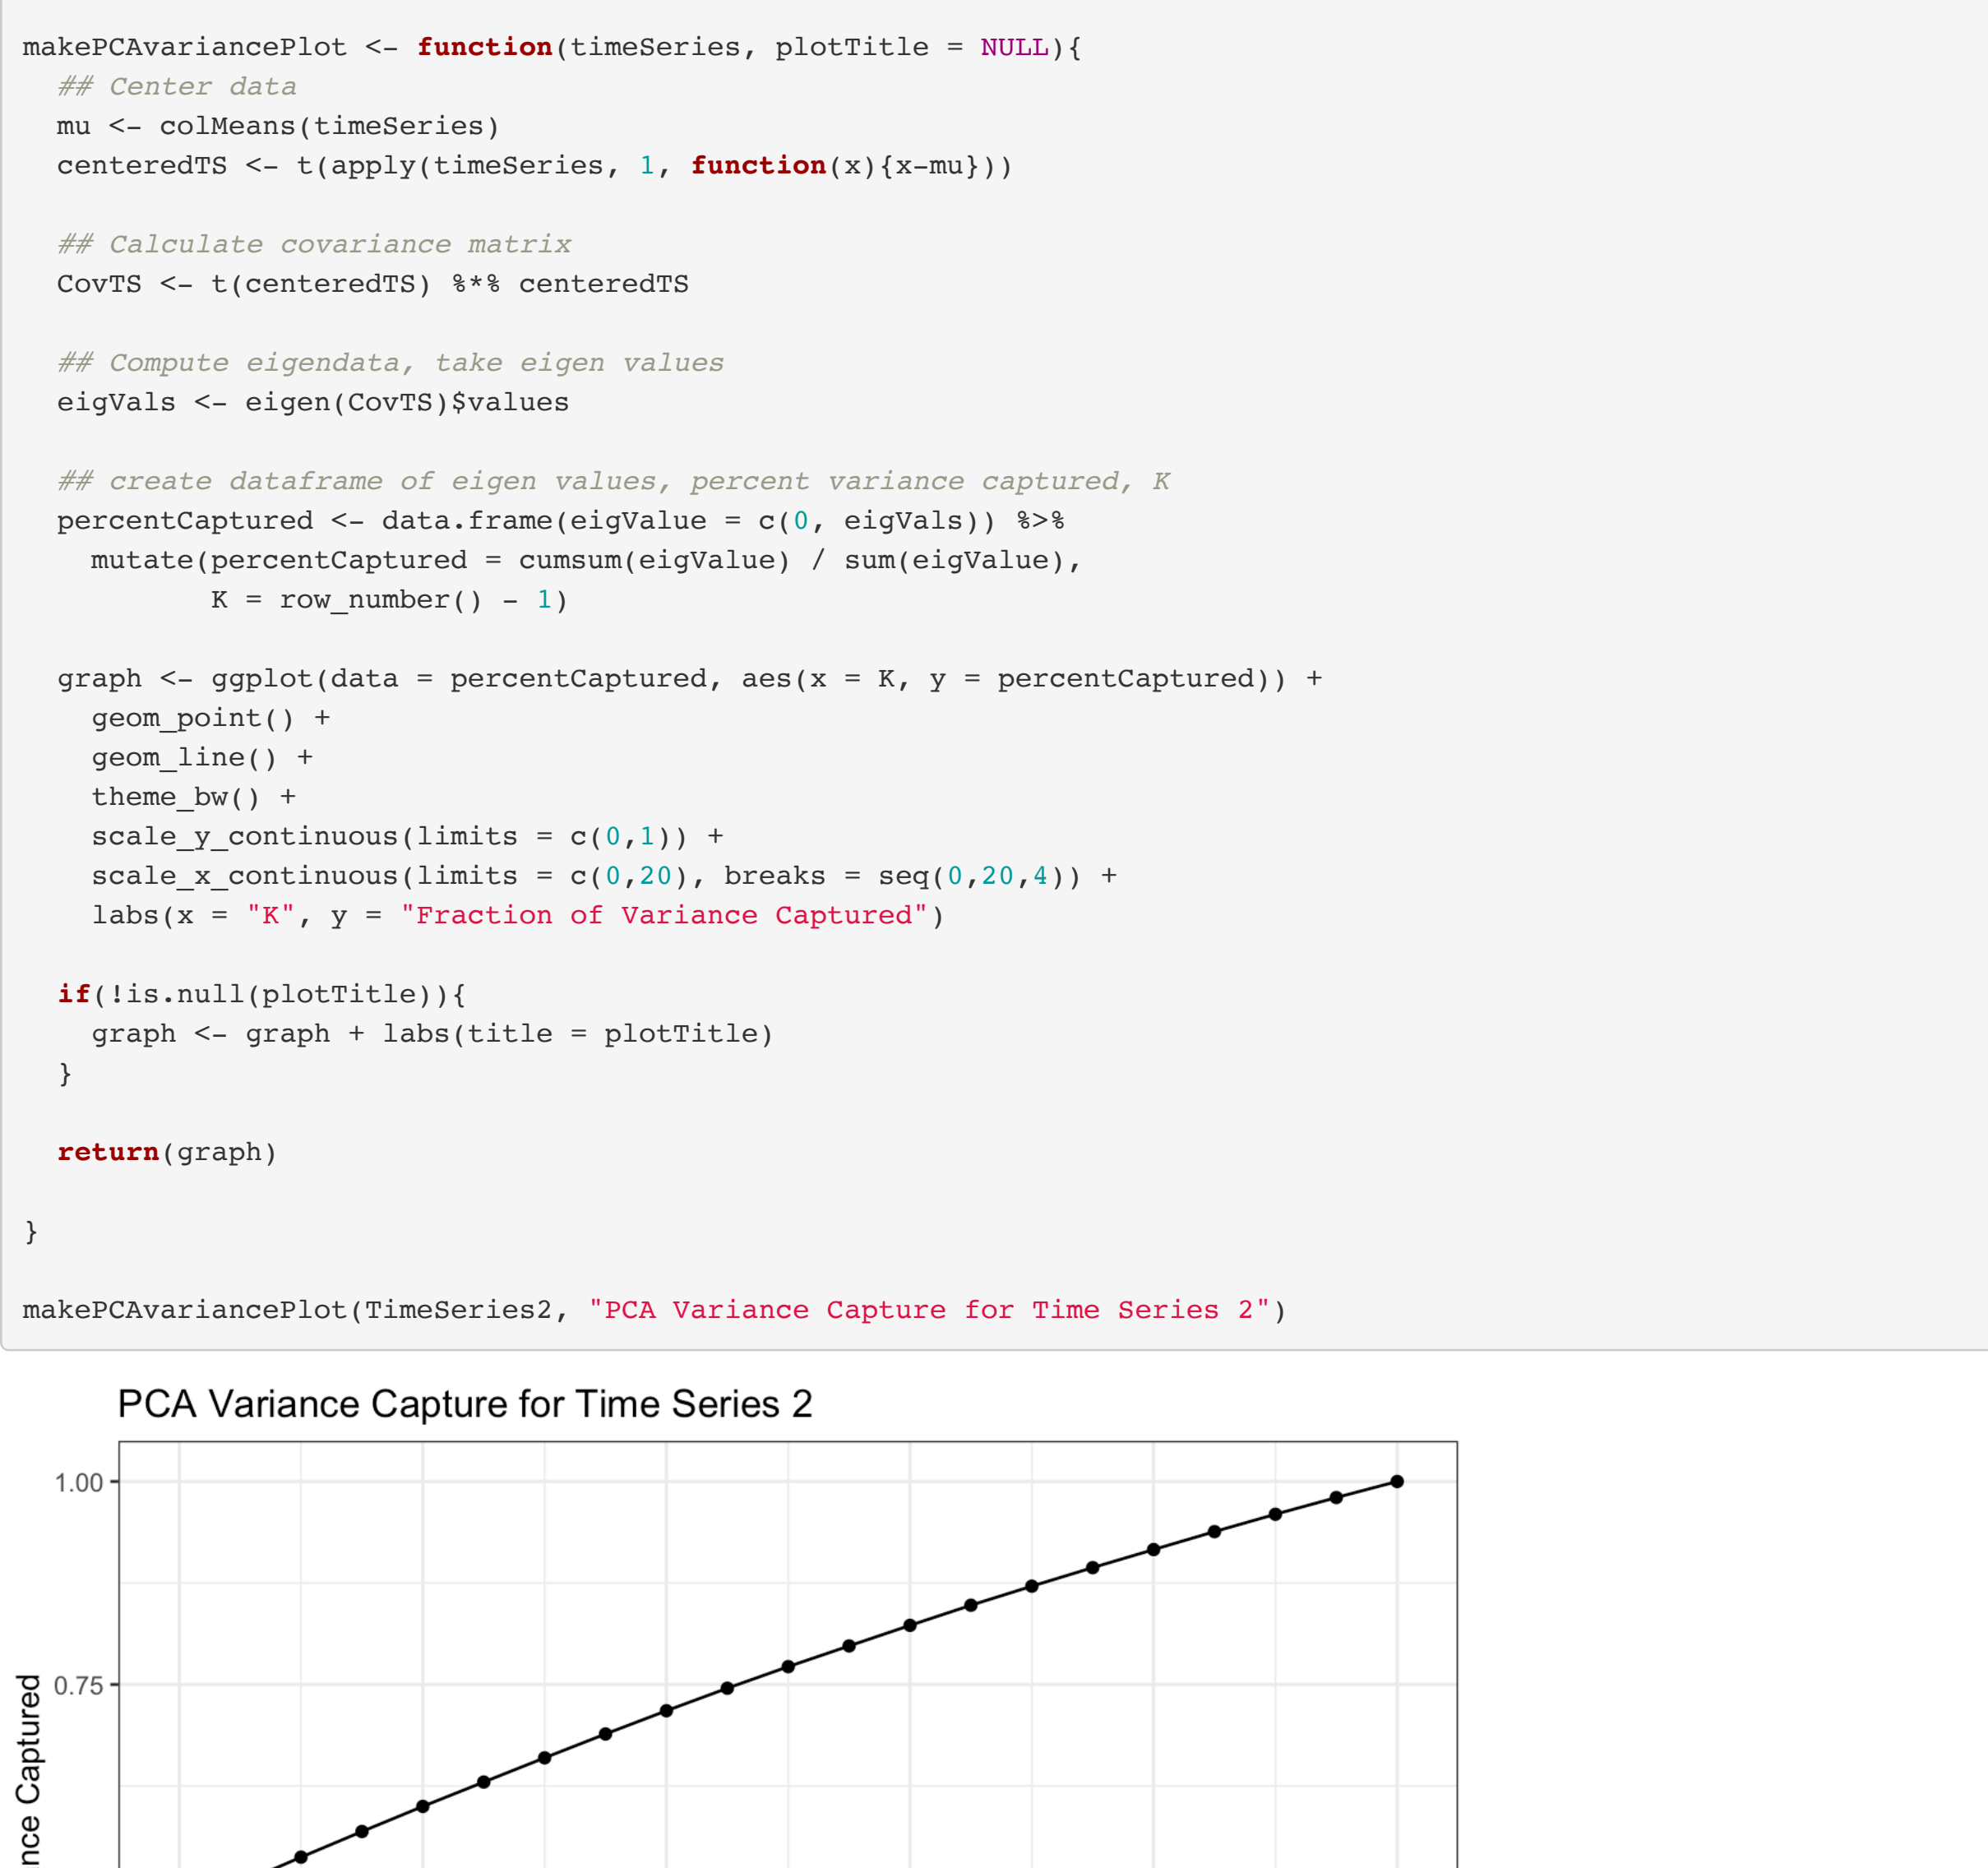 makePCAvariancePlot <- function(timeSeries, plotTitle = NULL){
  ## Center data
  mu <- colMeans(timeSeries)
  centeredTS <- t(apply(timeSeries, 1, function(x){x-mu}))

  ## Calculate covariance matrix
  CovTS <- t(centeredTS) %*% centeredTS

  ## Compute eigendata, take eigen values
  eigVals <- eigen(CovTS)$values

  ## create dataframe of eigen values, percent variance captured, K
  percentCaptured <- data.frame(eigValue = c(0, eigVals)) %>%
    mutate(percentCaptured = cumsum(eigValue) / sum(eigValue),
           K = row_number() - 1)

  graph <- ggplot(data = percentCaptured, aes(x = K, y = percentCaptured)) +
    geom_point() +
    geom_line() +
    theme_bw() +
    scale_y_continuous(limits = c(0,1)) +
    scale_x_continuous(limits = c(0,20), breaks = seq(0,20,4)) +
    labs(x = "K", y = "Fraction of Variance Captured")

  if(!is.null(plotTitle)){
    graph <- graph + labs(title = plotTitle)
  }

  return(graph)

}

makePCAvariancePlot(TimeSeries2, "PCA Variance Capture for Time Series 2")
PCA Variance Capture for Time Series 2
1.00
0.75
nce Captured